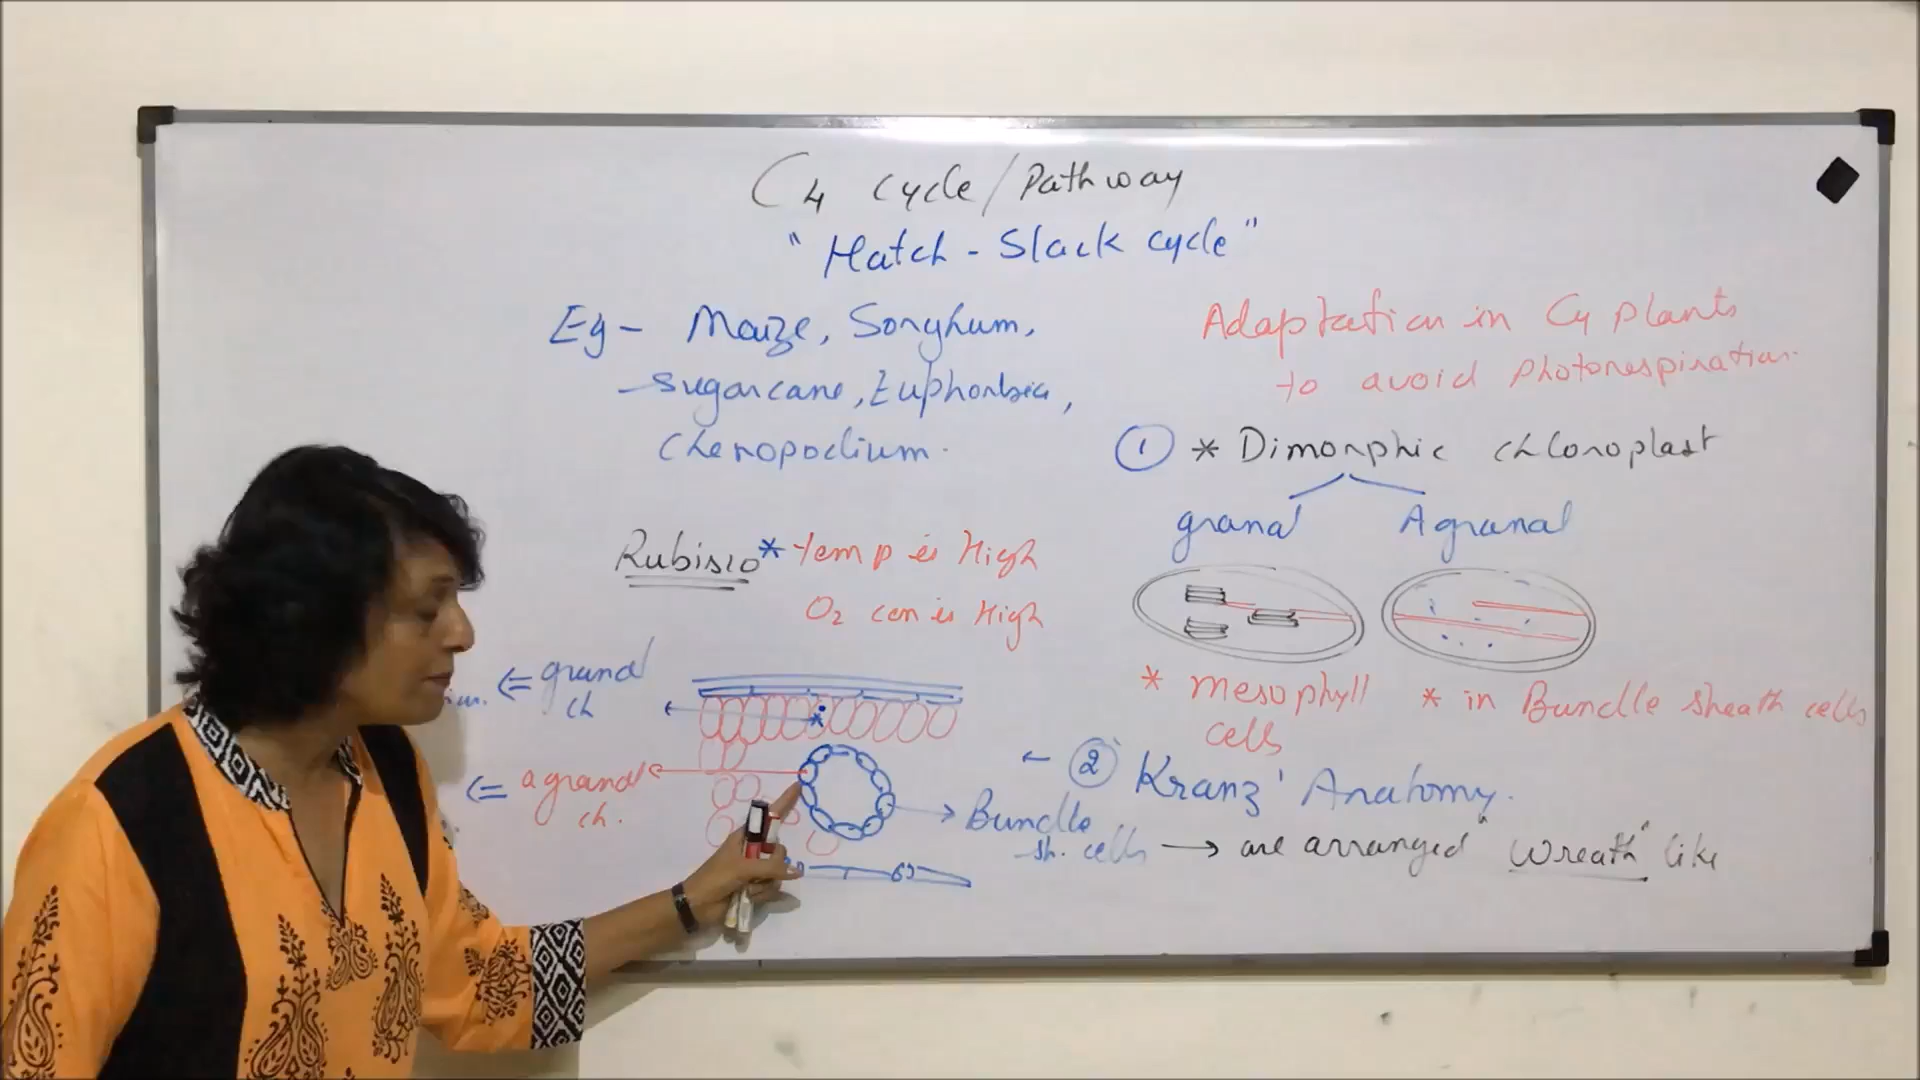 C4 cycle/Pathway
"Hatch - Slack cycle"
Eg - Maize, Sorghum,
Sugarcane, Euphorbia,
Chenopodium.
Rubisco * temp is High
O2 con is High
⇐ granal
ch
⇐ agranal
ch.
Bundle
sh. cells → are arranged "wreath" like
Adaptation in C4 Plants
to avoid photorespiration.
① * Dimorphic chloroplast
granal Agranal
* mesophyll
cells
* in Bundle sheath cells
← ② Kranz' Anatomy.